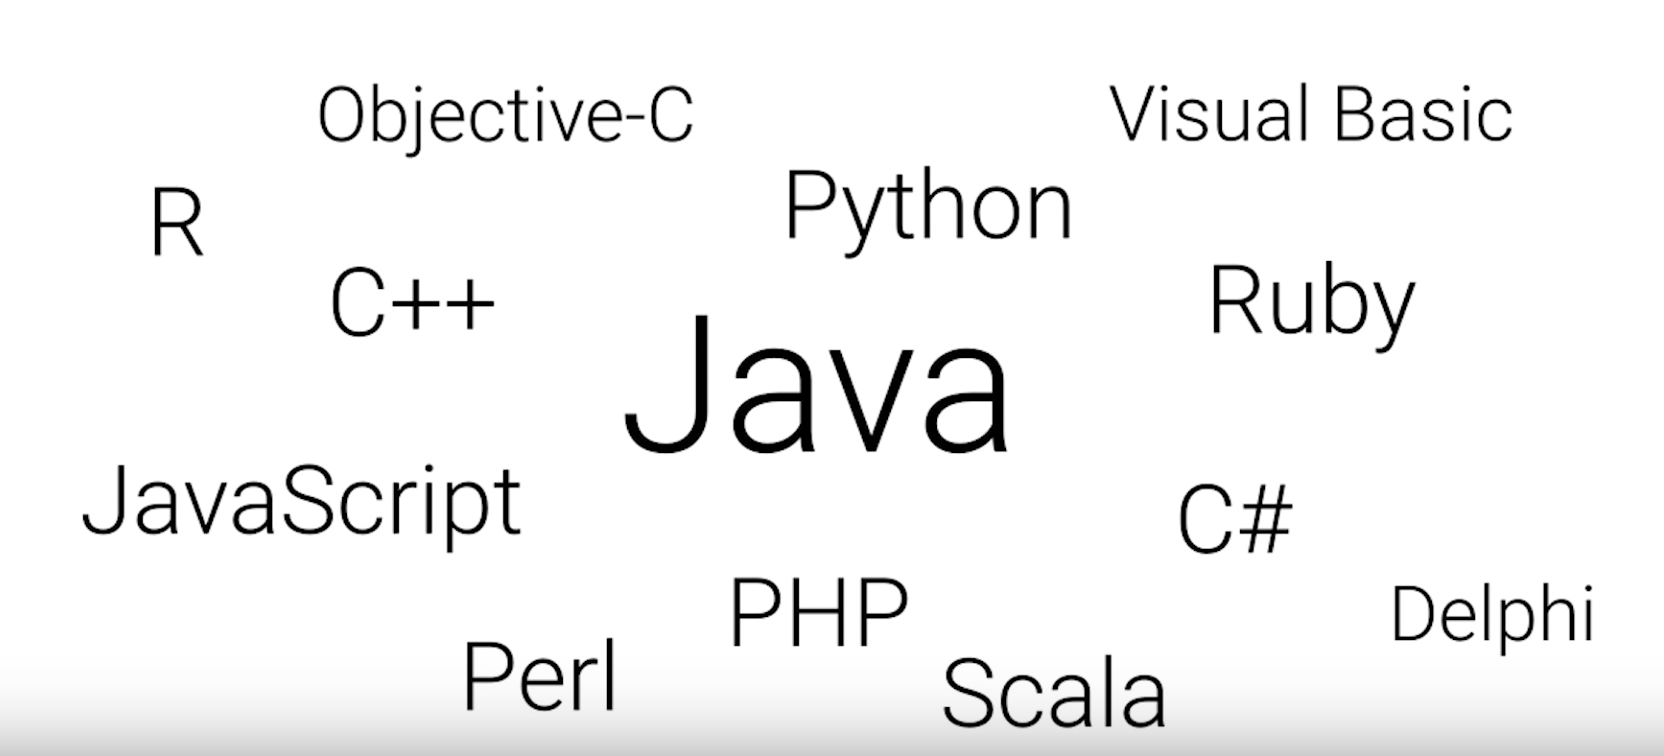 Objective-C
Visual Basic
Python
R
C++
Ruby
Java
JavaScript
C#
PHP
Delphi
Perl
Scala